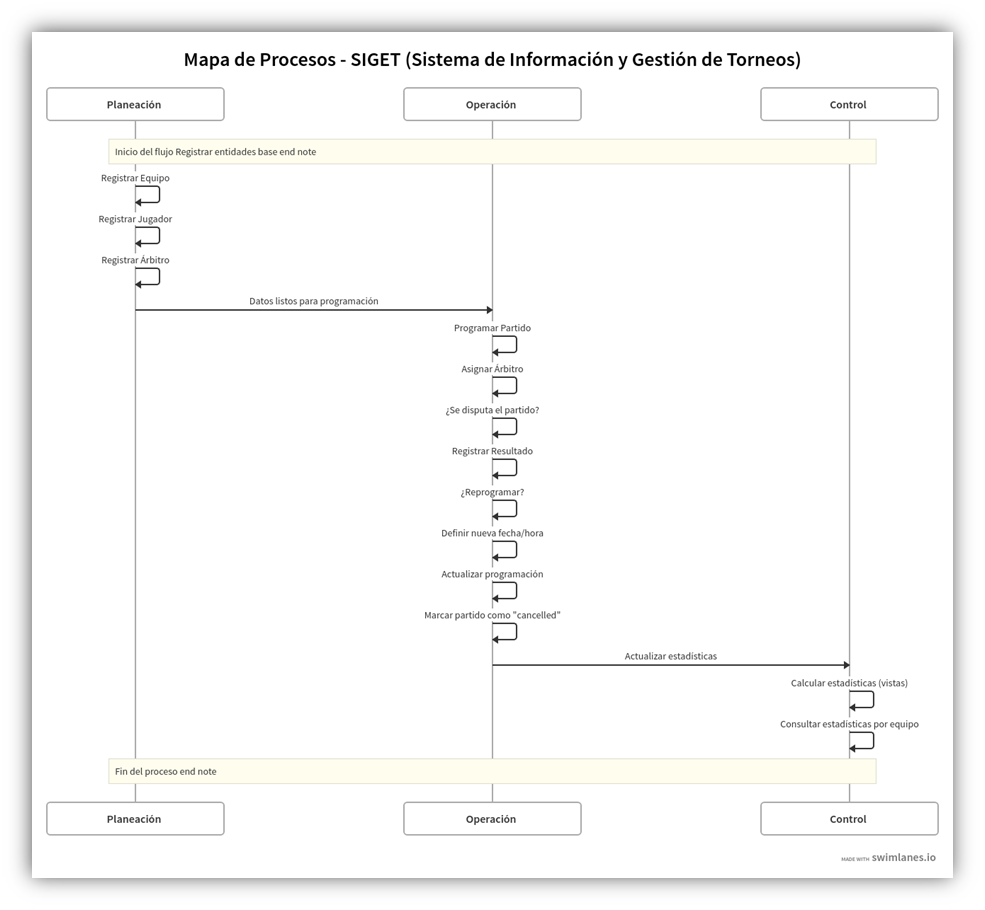 Mapa de Procesos - SIGET (Sistema de Información y Gestión de Torneos)
Planeación
Operación
Control
Inicio del flujo Registrar entidades base end note
Registrar Equipo
Registrar Jugador
Registrar Árbitro
Datos listos para programación
Programar Partido
Asignar Árbitro
¿Se disputa el partido?
Registrar Resultado
¿Reprogramar?
Definir nueva fecha/hora
Actualizar programación
Marcar partido como "cancelled"
Actualizar estadísticas
Calcular estadísticas (vistas)
Consultar estadísticas por equipo
Fin del proceso end note
Planeación
Operación
Control
MADE WITH swimlanes.io